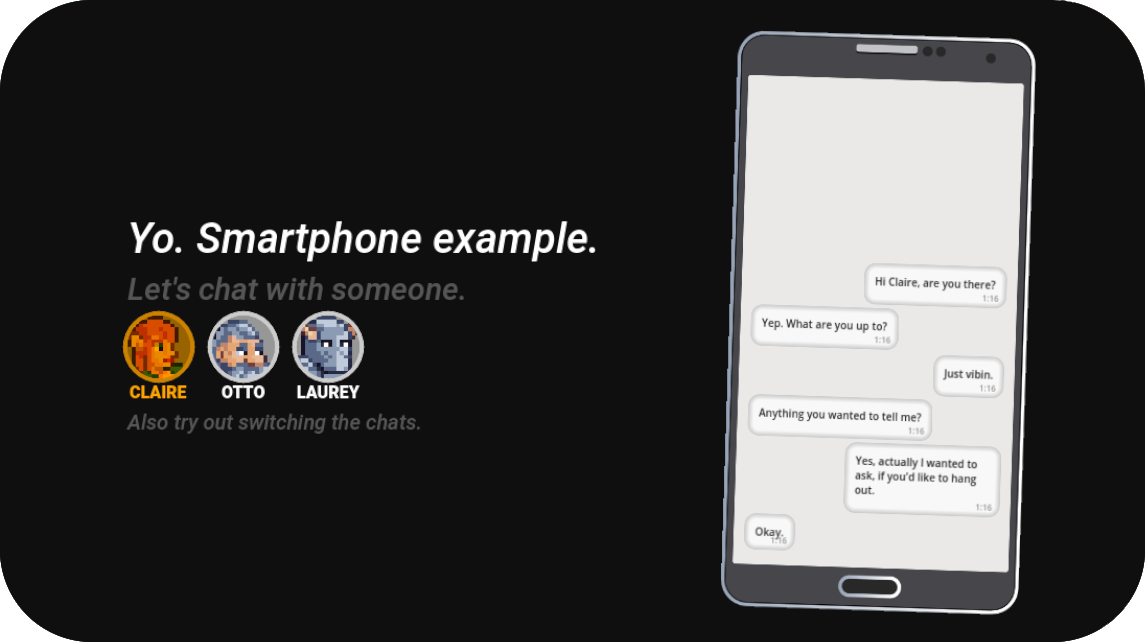 Yo. Smartphone example.
Let's chat with someone.
CLAIRE OTTO LAUREY
Also try out switching the chats.
Hi Claire, are you there?
1:16
Yep. What are you up to?
1:16
Just vibin.
1:16
Anything you wanted to tell me?
1:16
Yes, actually I wanted to
ask, if you'd like to hang
out.
1:16
Okay.
1:16